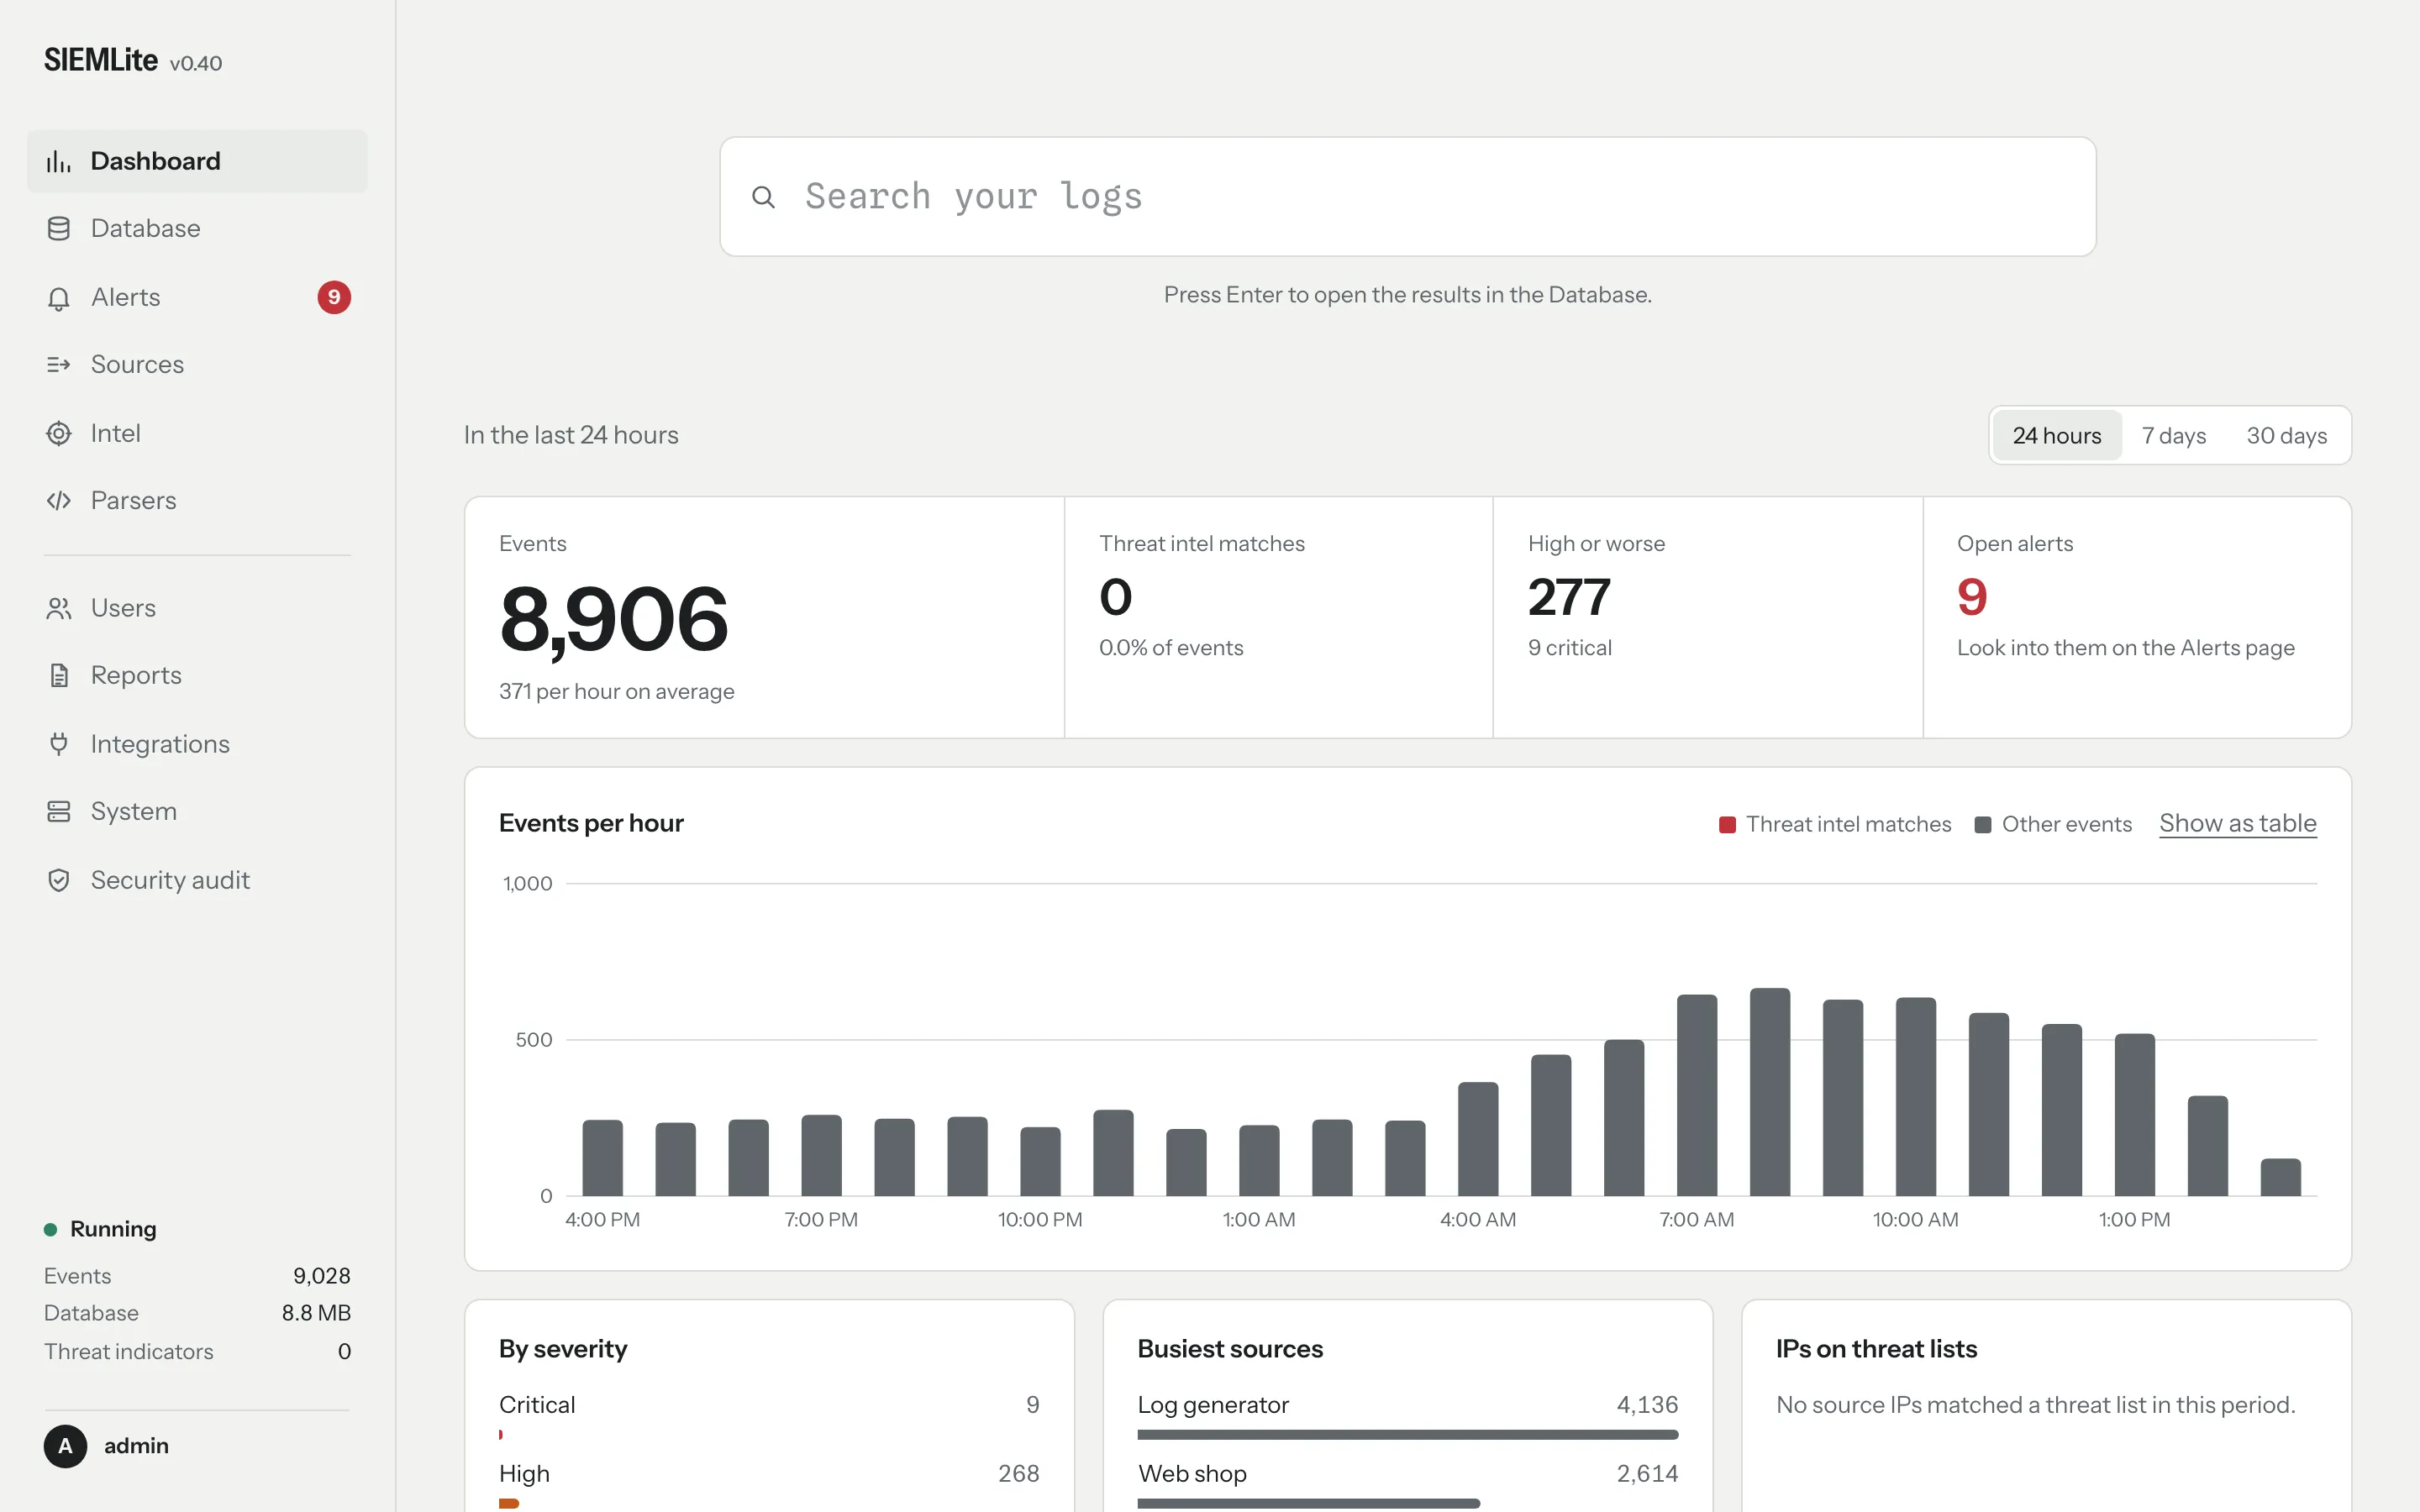 SIEMLite v0.40
Dashboard
Database
Alerts 9
Sources
Intel
Parsers
Users
Reports
Integrations
System
Security audit
Running
Events 9,028
Database 8.8 MB
Threat indicators 0
A admin
Search your logs
Press Enter to open the results in the Database.
In the last 24 hours
24 hours 7 days 30 days
Events
8,906
371 per hour on average
Threat intel matches
0
0.0% of events
High or worse
277
9 critical
Open alerts
9
Look into them on the Alerts page
Events per hour
Threat intel matches Other events Show as table
1,000
500
0
4:00 PM 7:00 PM 10:00 PM 1:00 AM 4:00 AM 7:00 AM 10:00 AM 1:00 PM
By severity
Critical 9
High 268
Busiest sources
Log generator 4,136
Web shop 2,614
IPs on threat lists
No source IPs matched a threat list in this period.